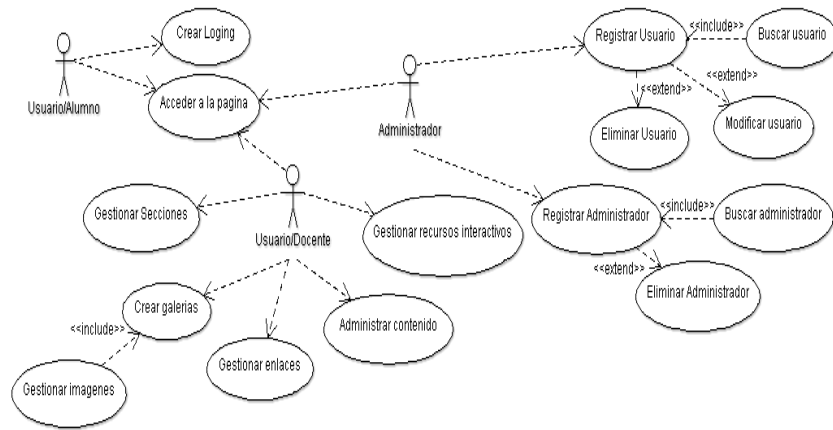 Crear Loging
Registrar Usuario
<<include>>
Buscar usuario
Usuario/Alumno
Acceder a la pagina
Administrador
<<extend>>
<<extend>>
Eliminar Usuario
Modificar usuario
Gestionar Secciones
Usuario/Docente
Gestionar recursos interactivos
Registrar Administrador
<<include>>
Buscar administrador
<<extend>>
Eliminar Administrador
Crear galerias
<<include>>
Administrar contenido
Gestionar enlaces
Gestionar imagenes